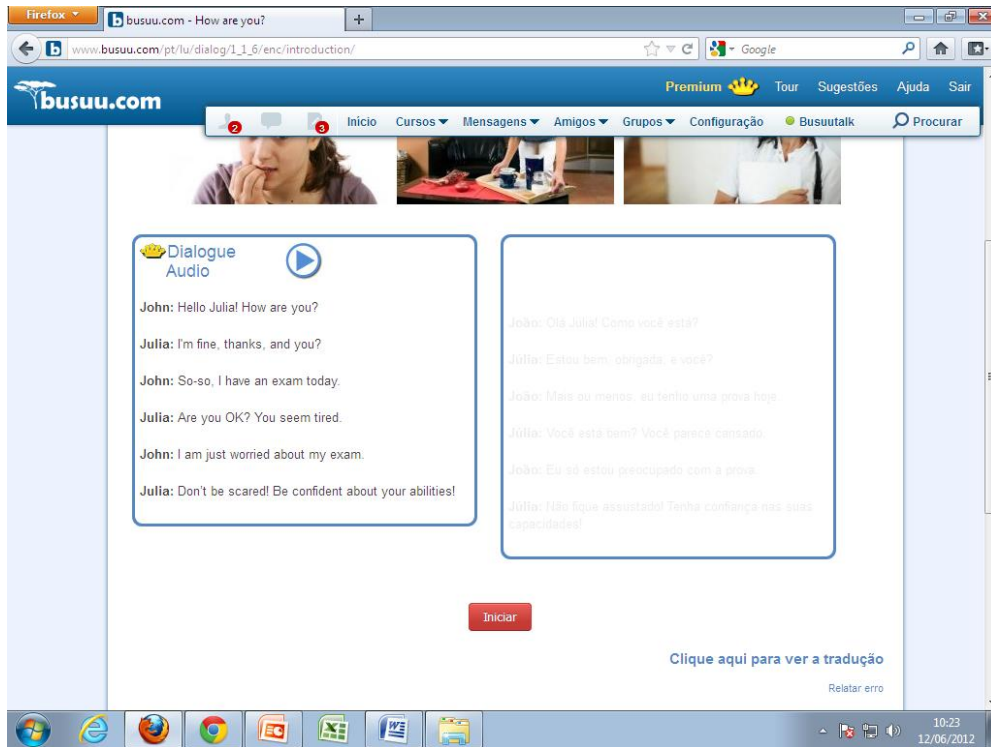 Firefox
busuu.com - How are you?
www.busuu.com/pt/lu/dialog/1_1_6/enc/introduction/
Google
busuu.com
Premium Tour Sugestões Ajuda Sair
2 3 Inicio Cursos Mensagens Amigos Grupos Configuração Busuutalk Procurar
Dialogue
Audio
John: Hello Julia! How are you?
Julia: I'm fine, thanks, and you?
John: So-so, I have an exam today.
Julia: Are you OK? You seem tired.
John: I am just worried about my exam.
Julia: Don't be scared! Be confident about your abilities!
João: Olá Júlia! Como você está?
Júlia: Estou bem, obrigada, e você?
João: Mais ou menos, eu tenho uma prova hoje.
Júlia: Você está bem? Você parece cansado.
João: Eu só estou preocupado com a prova.
Júlia: Não fique assustado! Tenha confiança nas suas
capacidades!
Iniciar
Clique aqui para ver a tradução
Relatar erro
10:23
12/06/2012